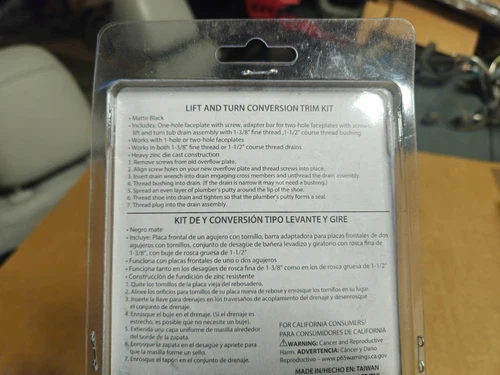 LIFT AND TURN CONVERSION TRIM KIT
• Matte Black
• Includes: One-hole faceplate with screw, adapter bar for two-hole faceplates with screws,
lift and turn tub drain assembly with 1-3/8" fine thread ,1-1/2" course thread bushing
• Works with 1-hole or two-hole faceplates
• Works in both 1-3/8" fine thread or 1-1/2" course thread drains
• Heavy zinc die cast construction
1. Remove screws from old overflow plate.
2. Align screw holes on your new overflow plate and thread screws into place.
3. Insert drain wrench into drain engaging cross members and unthread the drain assembly.
4. Thread bushing into drain. (If the drain is narrow it may not need a bushing.)
5. Spread an even layer of plumber's putty around the lip of the shoe.
6. Thread shoe into drain and tighten so that the plumber's putty forms a seal.
7. Thread plug into the drain assembly.
KIT DE Y CONVERSIÓN TIPO LEVANTE Y GIRE
• Negro mate
• Incluye: Placa frontal de un agujero con tornillo, barra adaptadora para placas frontales de dos
agujeros con tornillos, conjunto de desagüe de bañera levadizo y giratorio con rosca fina de
1-3/8", con buje de rosca gruesa de 1-1/2"
• Funciona con placas frontales de uno o dos agujeros
• Funciona tanto en los desagües de rosca fina de 1-3/8" como en los de rosca gruesa de 1-1/2"
• Construcción de fundición de zinc resistente
1. Quite los tornillos de la placa vieja del rebosadero.
2. Alinee los orificios para tornillos de su placa nueva de rebose y enrosque los tornillos en su lugar.
3. Inserte la llave para drenajes en los travesaños de acoplamiento del drenaje y desenrosque
el conjunto de drenaje.
4. Enrosque el buje en el drenaje. (Si el drenaje es
estrecho, es posible que no necesite un buje).
5. Extienda una capa uniforme de masilla alrededor
del borde de la zapata.
6. Enrosque la zapata en el desagüe y apriete para
que la masilla forme un sello.
7. Enrosque el tapón en el conjunto de drenaje.
FOR CALIFORNIA CONSUMERS/
PARA CONSUMIDORES DE CALIFORNIA
⚠WARNING: Cancer and Reproductive
Harm. ADVERTENCIA: Cáncer y Daño
Reproductivo – www.p65warnings.ca.gov
MADE IN/HECHO EN: TAIWAN